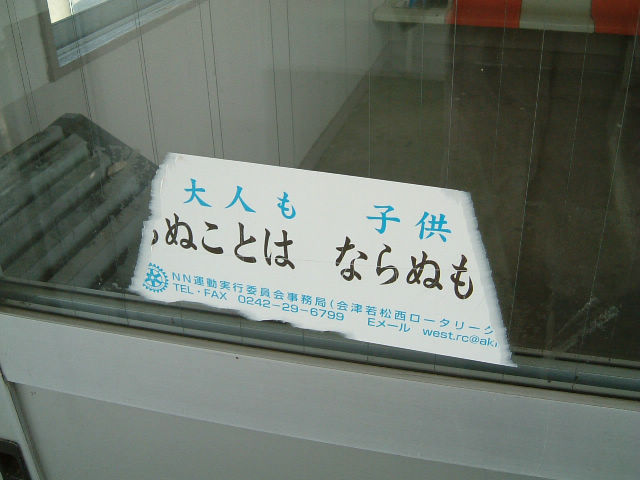 大人も 子供
ぬことは ならぬも
NN運動実行委員会事務局(会津若松西ロータリーク
TEL・FAX 0242-29-6799 Eメール west.rc@ak